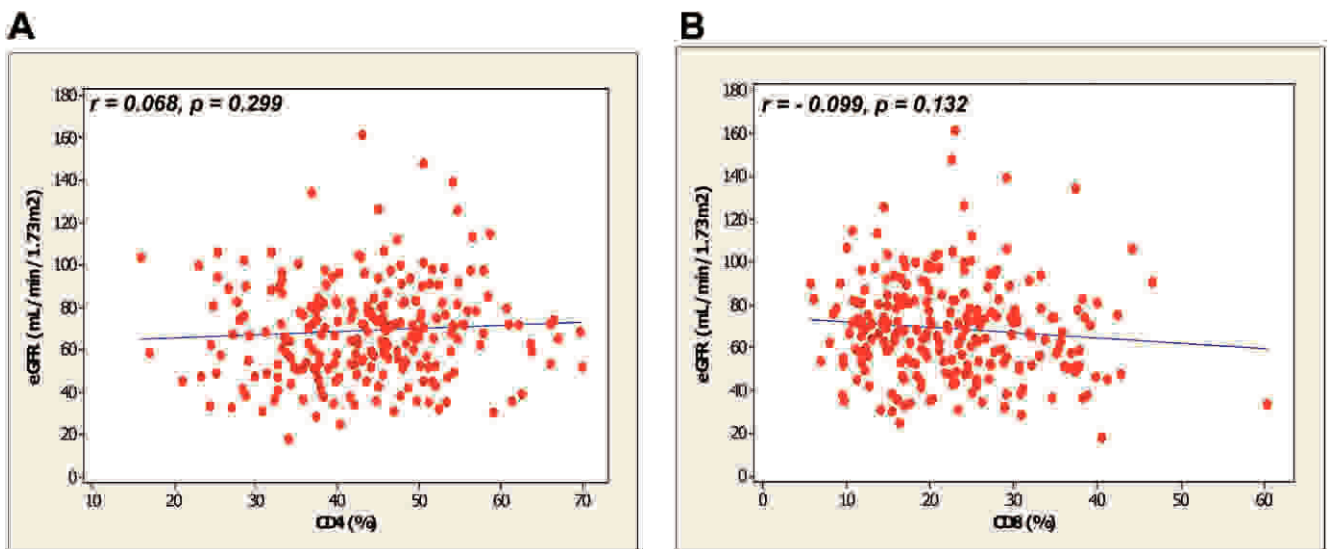 A
r = 0.068, p = 0.299
180
160
140
120
100
80
60
40
20
0
eGFR (mL/min/1.73m2)
10 20 30 40 50 60 70
CD4 (%)
B
r = - 0.099, p = 0.132
180
160
140
120
100
80
60
40
20
0
eGFR (mL/min/1.73m2)
0 10 20 30 40 50 60
CD8 (%)